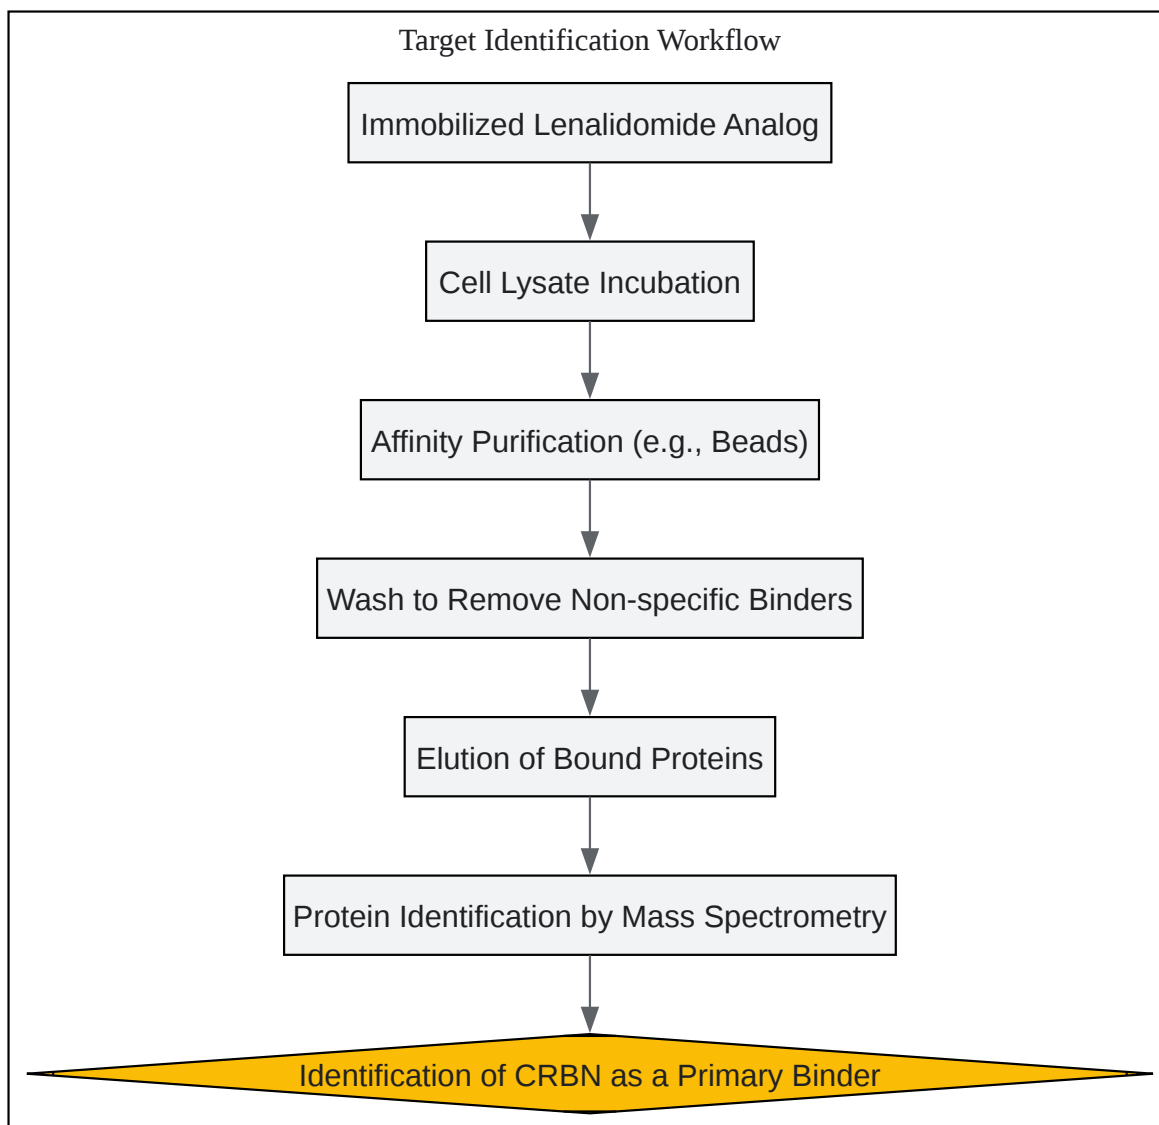 Target Identification Workflow
Immobilized Lenalidomide Analog
Cell Lysate Incubation
Affinity Purification (e.g., Beads)
Wash to Remove Non-specific Binders
Elution of Bound Proteins
Protein Identification by Mass Spectrometry
Identification of CRBN as a Primary Binder